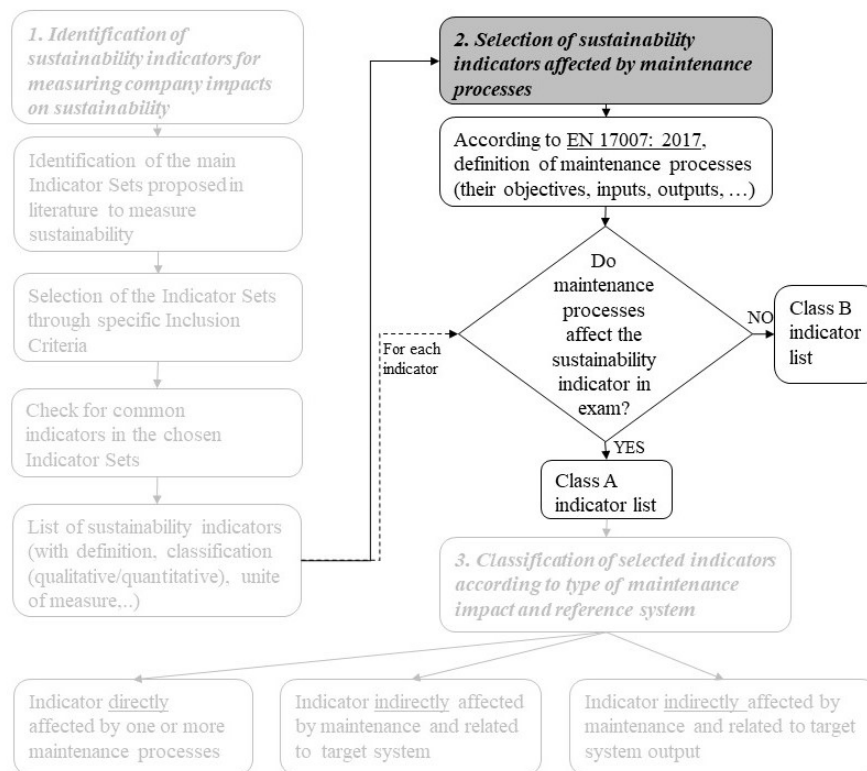 1. Identification of
sustainability indicators for
measuring company impacts
on sustainability
Identification of the main
Indicator Sets proposed in
literature to measure
sustainability
Selection of the Indicator Sets
through specific Inclusion
Criteria
Check for common
indicators in the chosen
Indicator Sets
List of sustainability indicators
(with definition, classification
(qualitative/quantitative), unite
of measure,..)
For each
indicator
2. Selection of sustainability
indicators affected by maintenance
processes
According to EN 17007: 2017,
definition of maintenance processes
(their objectives, inputs, outputs, …)
Do
maintenance
processes
affect the
sustainability
indicator in
exam?
NO
Class B
indicator
list
YES
Class A
indicator list
3. Classification of selected indicators
according to type of maintenance
impact and reference system
Indicator directly
affected by one or more
maintenance processes
Indicator indirectly affected
by maintenance and related
to target system
Indicator indirectly affected by
maintenance and related to target
system output